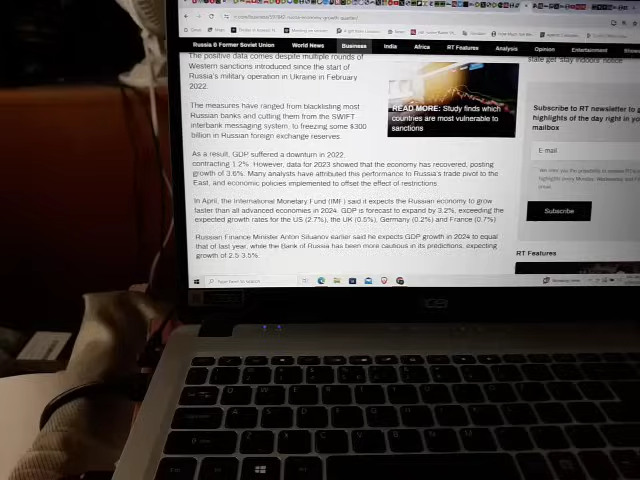 Russia & Former Soviet Union World News Business India Africa RT Features Analysis Opinion Entertainment
The positive data comes despite multiple rounds of
Western sanctions introduced since the start of
Russia's military operation in Ukraine in February
2022.
The measures have ranged from blacklisting most
Russian banks and cutting them from the SWIFT
interbank messaging system, to freezing some $300
billion in Russian foreign exchange reserves.
READ MORE: Study finds which
countries are most vulnerable to
sanctions
As a result, GDP suffered a downturn in 2022,
contracting 1.2%. However, data for 2023 showed that the economy has recovered, posting
growth of 3.6%. Many analysts have attributed this performance to Russia's trade pivot to the
East, and economic policies implemented to offset the effect of restrictions.
In April, the International Monetary Fund (IMF) said it expects the Russian economy to
grow faster than all advanced economies in 2024. GDP is forecast to expand by 3.2%, exceeding the
expected growth rates for the US (2.7%), the UK (0.5%), Germany (0.2%) and France (0.7%)
Russian Finance Minister Anton Siluanov earlier said he expects GDP growth in 2024 to equal
that of last year, while the Bank of Russia has been more cautious in its predictions, expecting
growth of 2.5-3.5%.
state get 'stay indoors' notice
Subscribe to RT newsletter to g
highlights of the day right in yo
mailbox
E-mail
Subscribe
RT Features
Type here to search
acer